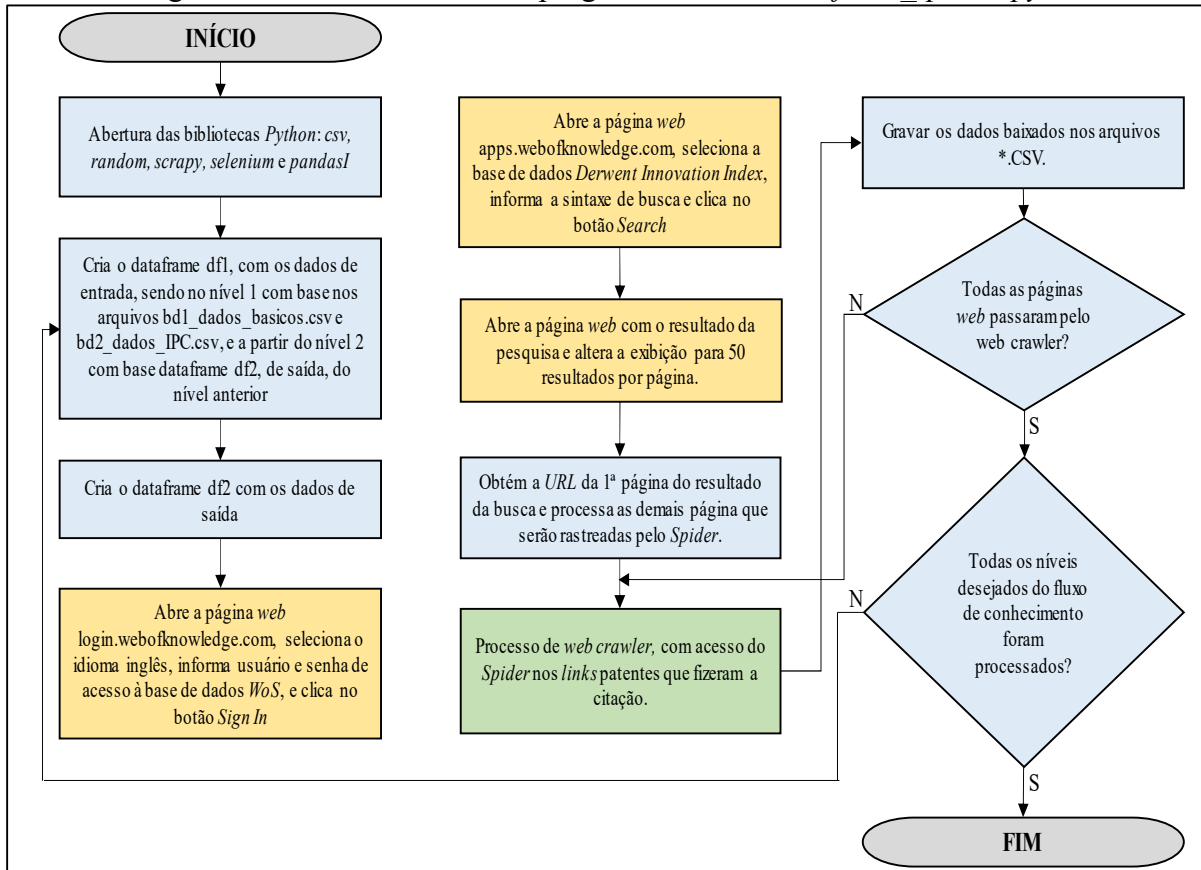 INÍCIO
Abertura das bibliotecas Python: csv,
random, scrapy, selenium e pandasI
Cria o dataframe df1, com os dados de
entrada, sendo no nível 1 com base nos
arquivos bd1_dados_basicos.csv e
bd2_dados_IPC.csv, e a partir do nível 2
com base dataframe df2, de saída, do
nível anterior
Cria o dataframe df2 com os dados de
saída
Abre a página web
login.webofknowledge.com, seleciona o
idioma inglês, informa usuário e senha de
acesso à base de dados WoS, e clica no
botão Sign In
Abre a página web
apps.webofknowledge.com, seleciona a
base de dados Derwent Innovation Index,
informa a sintaxe de busca e clica no
botão Search
Abre a página web com o resultado da
pesquisa e altera a exibição para 50
resultados por página.
Obtém a URL da 1ª página do resultado
da busca e processa as demais página que
serão rastreadas pelo Spider.
Processo de web crawler, com acesso do
Spider nos links patentes que fizeram a
citação.
Gravar os dados baixados nos arquivos
*.CSV.
N
Todas as páginas
web passaram pelo
web crawler?
S
N
Todas os níveis
desejados do fluxo
de conhecimento
foram
processados?
S
FIM